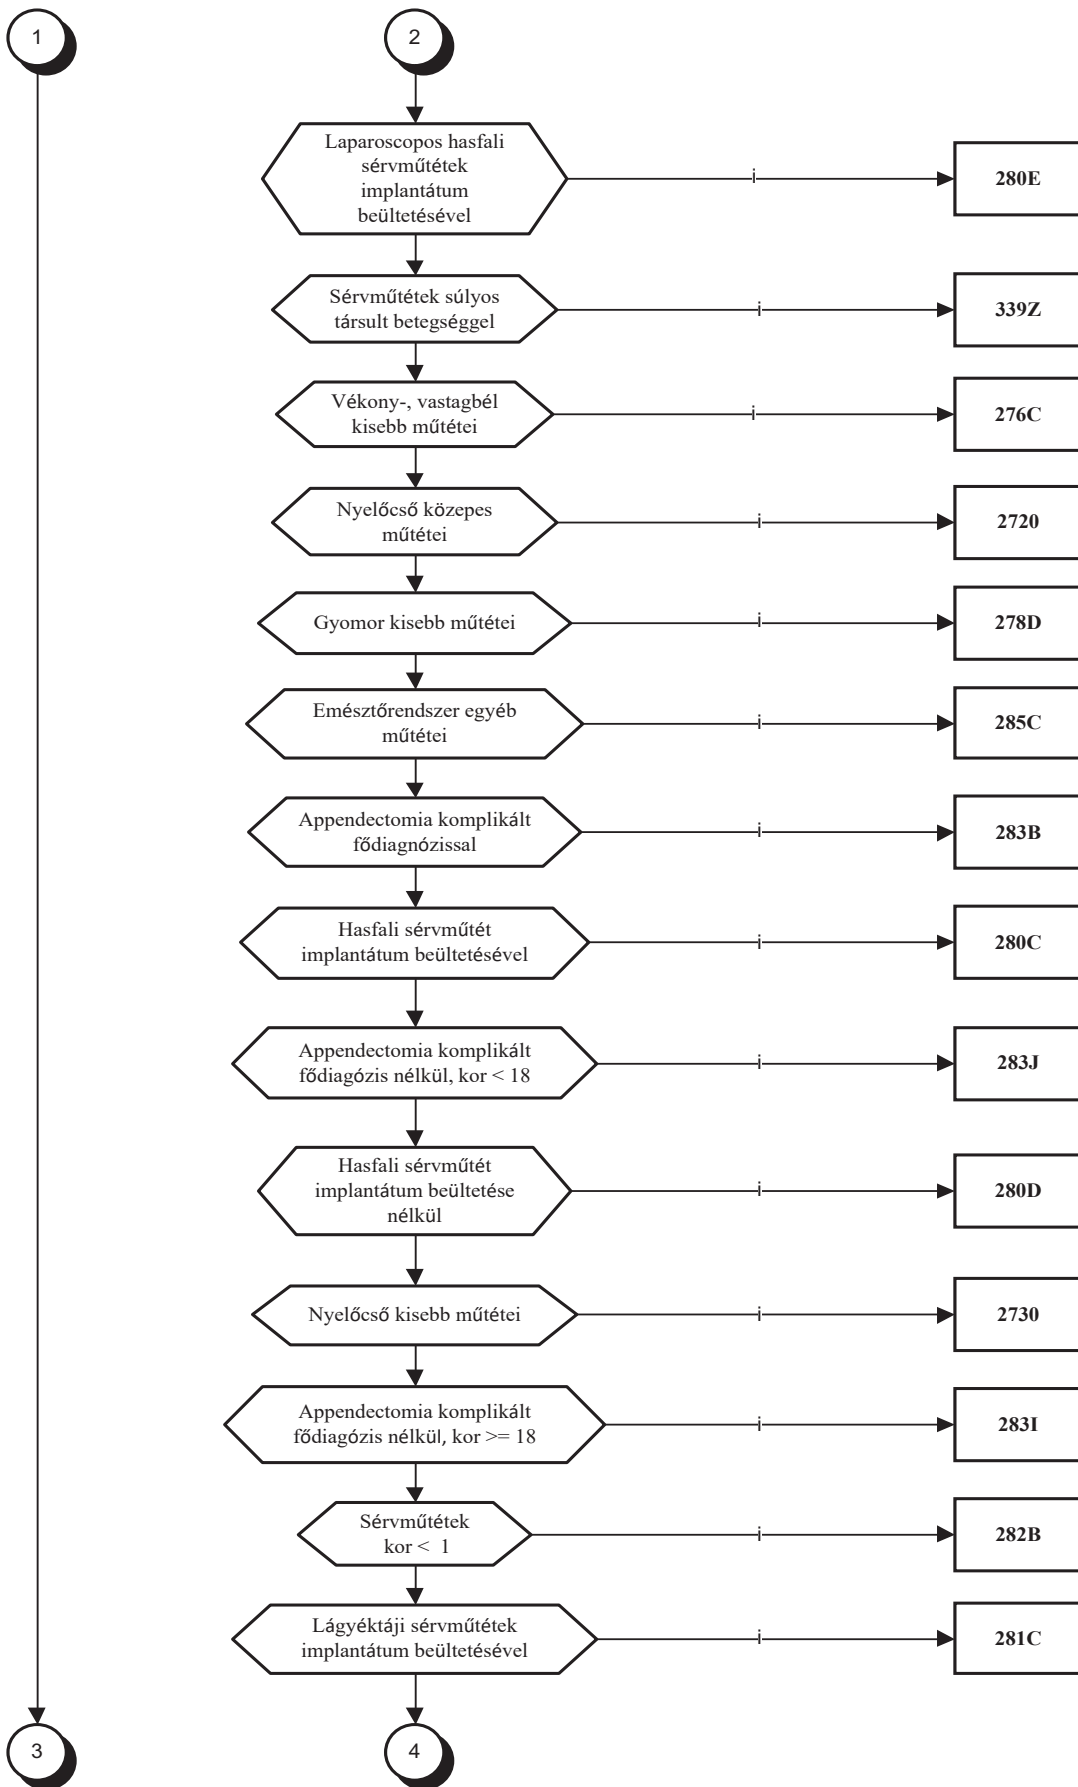 1
2
Laparoscopos hasfali
sérvműtétek
implantátum
beültetésével
i
280E
Sérvműtétek súlyos
társult betegséggel
i
339Z
Vékony-, vastagbél
kisebb műtétei
i
276C
Nyelőcső közepes
műtétei
i
2720
Gyomor kisebb műtétei
i
278D
Emésztőrendszer egyéb
műtétei
i
285C
Appendectomia komplikált
fődiagnózissal
i
283B
Hasfali sérvműtét
implantátum beültetésével
i
280C
Appendectomia komplikált
fődiagózis nélkül, kor < 18
i
283J
Hasfali sérvműtét
implantátum beültetése
nélkül
i
280D
Nyelőcső kisebb műtétei
i
2730
Appendectomia komplikált
fődiagózis nélkül, kor >= 18
i
283I
Sérvműtétek
kor < 1
i
282B
Lágyéktáji sérvműtétek
implantátum beültetésével
i
281C
3
4